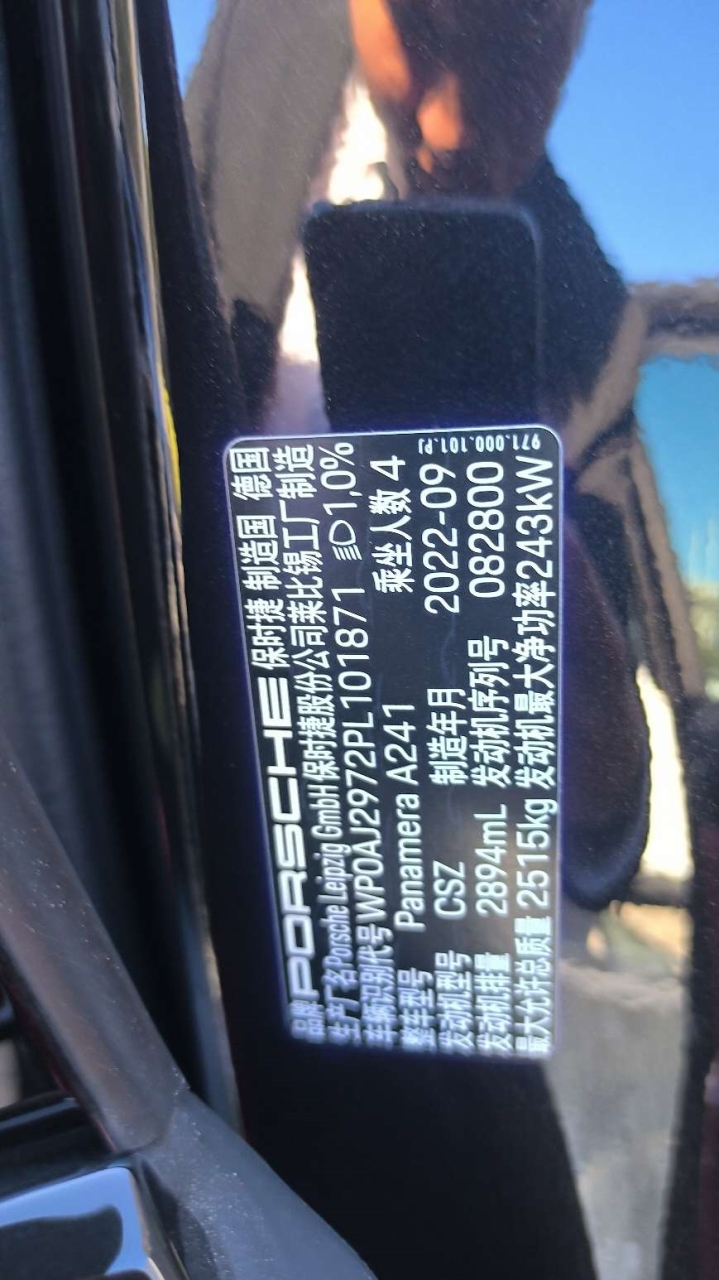 品牌 PORSCHE 保时捷 制造国 德国
生产厂名 Porsche Leipzig GmbH 保时捷股份公司莱比锡工厂制造
车辆识别代号 WP0AJ2972PL101871 1,0%
整车型号 Panamera A241 乘坐人数 4
发动机型号 CSZ 制造年月 2022-09
发动机排量 2894mL 发动机序列号 082800
最大允许总质量 2515kg 发动机最大净功率 243kW
971.000.101.PJ